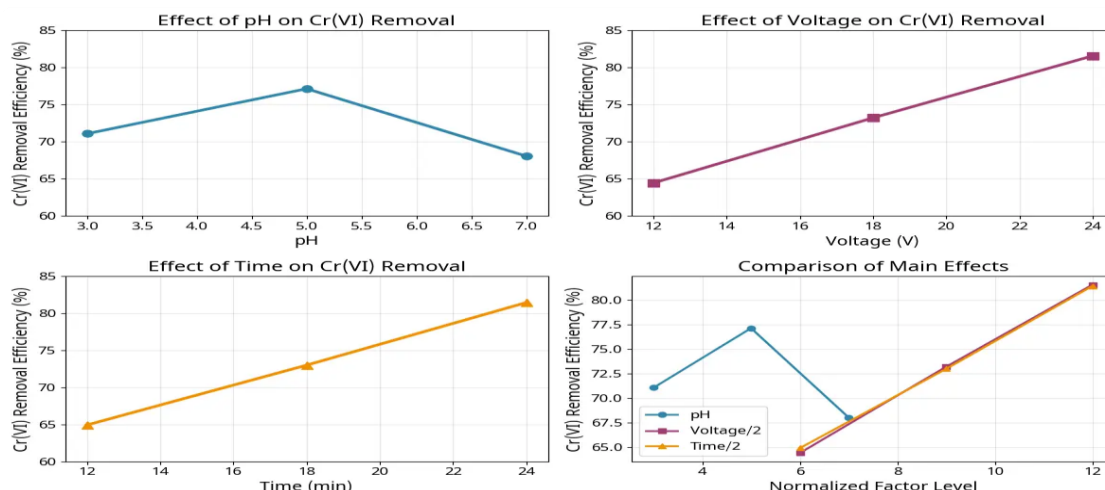 Effect of pH on Cr(VI) Removal
Cr(VI) Removal Efficiency (%)
85
80
75
70
65
60
3.0 3.5 4.0 4.5 5.0 5.5 6.0 6.5 7.0
pH
Effect of Voltage on Cr(VI) Removal
Cr(VI) Removal Efficiency (%)
85
80
75
70
65
60
12 14 16 18 20 22 24
Voltage (V)
Effect of Time on Cr(VI) Removal
Cr(VI) Removal Efficiency (%)
85
80
75
70
65
60
12 14 16 18 20 22 24
Time (min)
Comparison of Main Effects
Cr(VI) Removal Efficiency (%)
80.0
77.5
75.0
72.5
70.0
67.5
65.0
pH
Voltage/2
Time/2
4 6 8 10 12
Normalized Factor Level